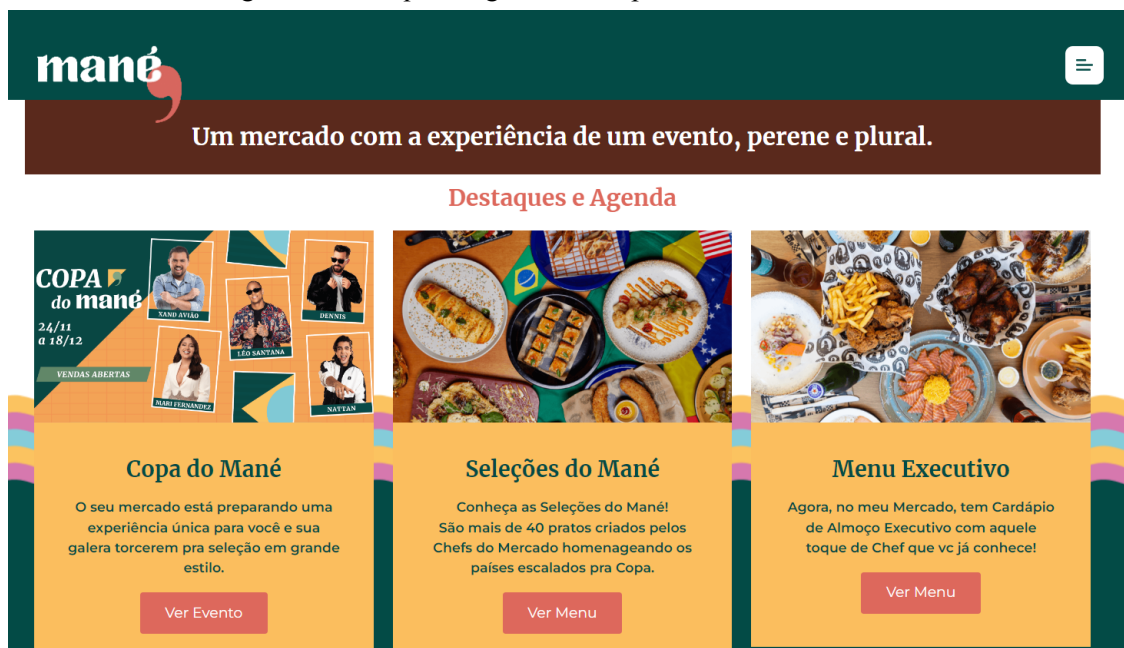 mané,
Um mercado com a experiência de um evento, perene e plural.
Destaques e Agenda
COPA
do mané
24/11
a 18/12
VENDAS ABERTAS
XAND AVIÃO
LÉO SANTANA
DENNIS
MARI FERNANDEZ
NATTAN
Copa do Mané
O seu mercado está preparando uma
experiência única para você e sua
galera torcerem pra seleção em grande
estilo.
Ver Evento
Seleções do Mané
Conheça as Seleções do Mané!
São mais de 40 pratos criados pelos
Chefs do Mercado homenageando os
países escalados pra Copa.
Ver Menu
Menu Executivo
Agora, no meu Mercado, tem Cardápio
de Almoço Executivo com aquele
toque de Chef que vc já conhece!
Ver Menu